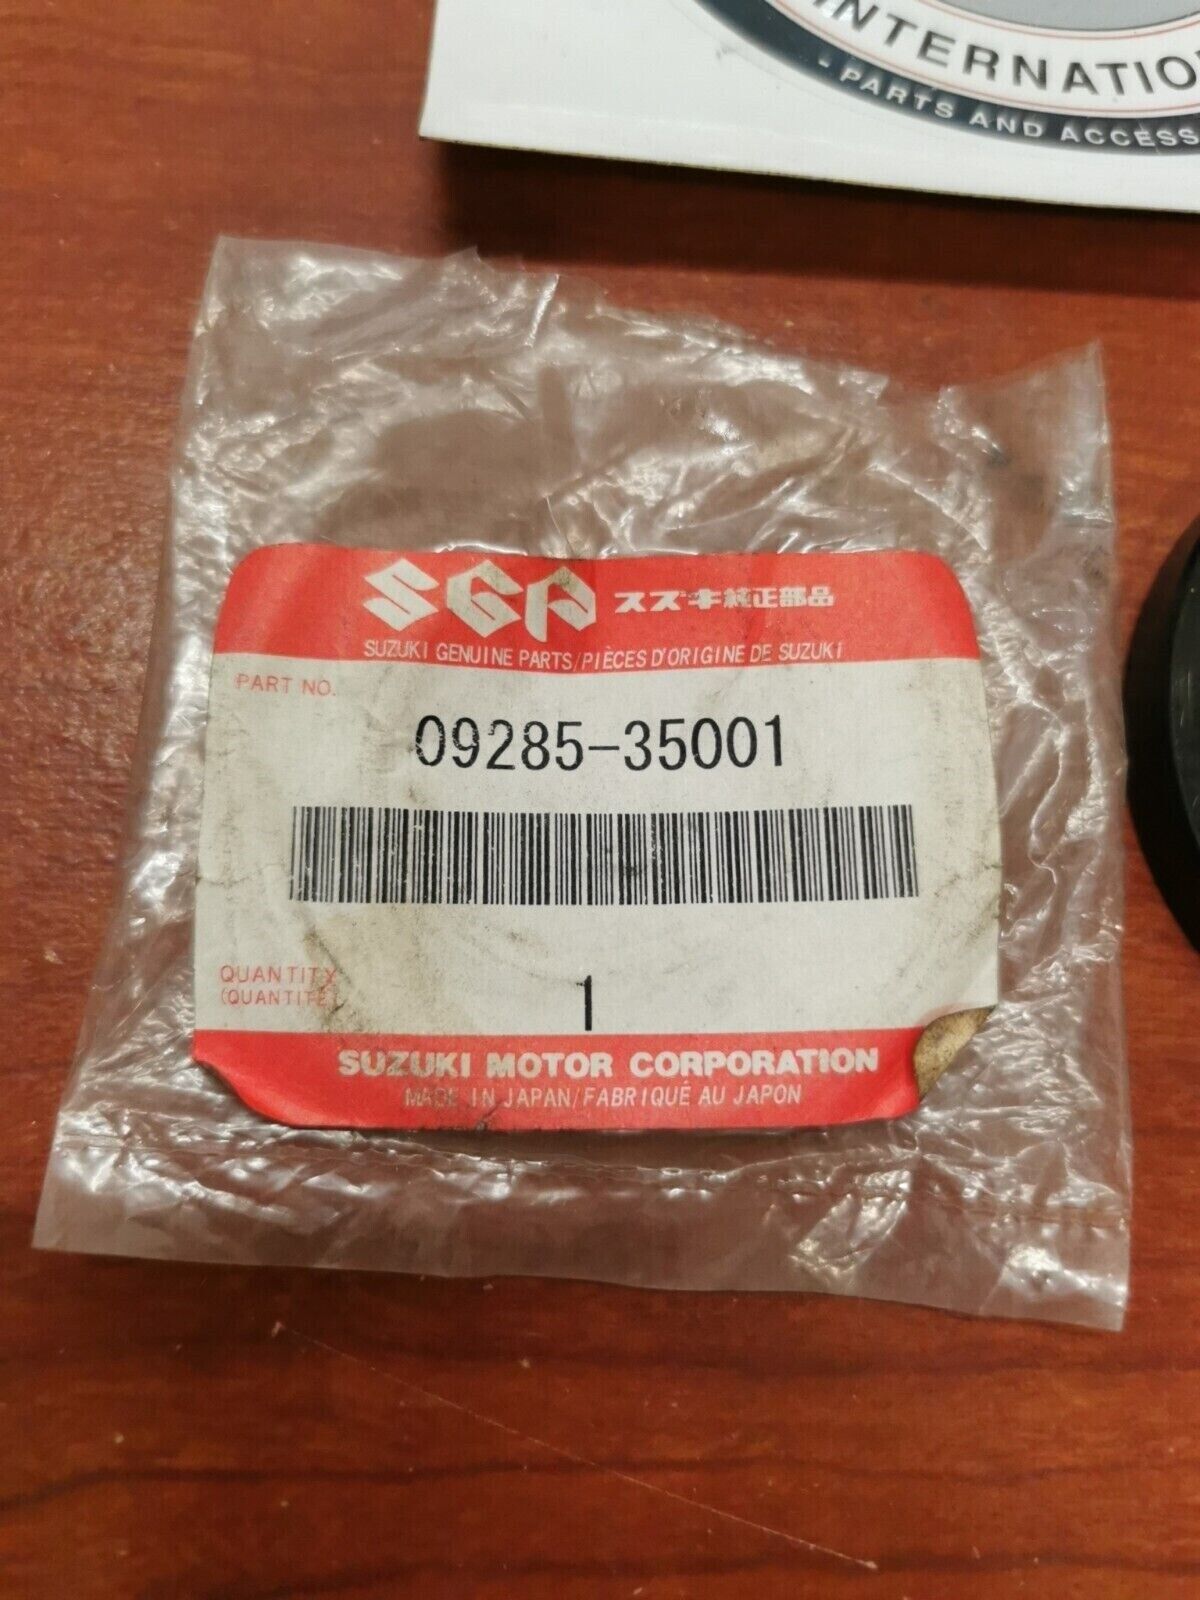 INTERNATIO
- PARTS AND ACCESS
SGP スズキ純正部品
SUZUKI GENUINE PARTS/PIÈCES D'ORIGINE DE SUZUKI
PART NO.
09285-35001
QUANTITY
(QUANTITÉ)
1
SUZUKI MOTOR CORPORATION
MADE IN JAPAN/FABRIQUÉ AU JAPON